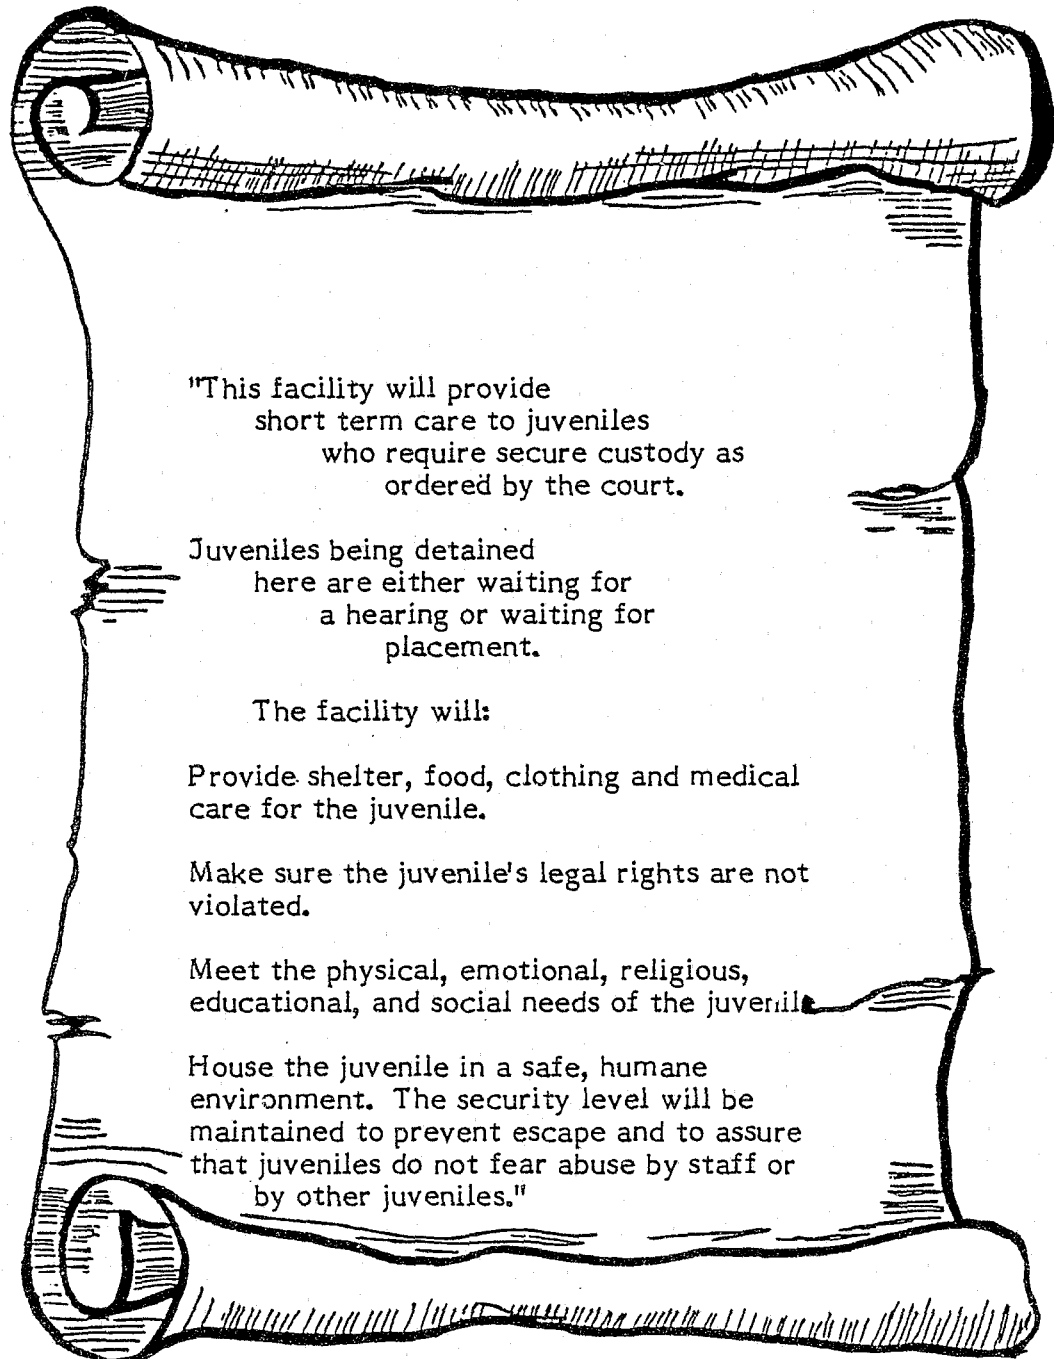 "This facility will provide
short term care to juveniles
who require secure custody as
ordered by the court.
Juveniles being detained
here are either waiting for
a hearing or waiting for
placement.
The facility will:
Provide shelter, food, clothing and medical
care for the juvenile.
Make sure the juvenile's legal rights are not
violated.
Meet the physical, emotional, religious,
educational, and social needs of the juvenile.
House the juvenile in a safe, humane
environment. The security level will be
maintained to prevent escape and to assure
that juveniles do not fear abuse by staff or
by other juveniles."